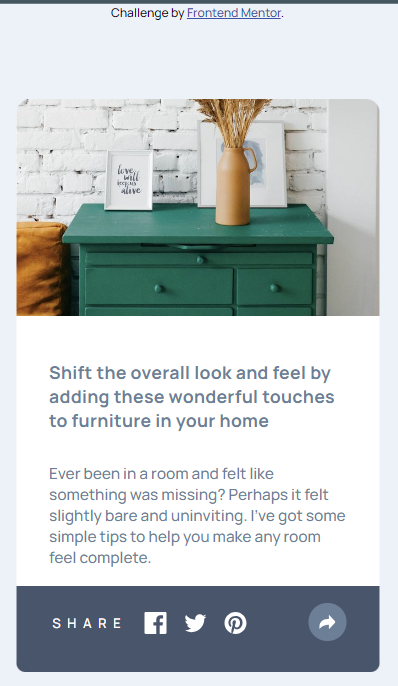 Challenge by Frontend Mentor.
love
will
keep us
alive
Shift the overall look and feel by
adding these wonderful touches
to furniture in your home
Ever been in a room and felt like
something was missing? Perhaps it felt
slightly bare and uninviting. I've got some
simple tips to help you make any room
feel complete.
SHARE